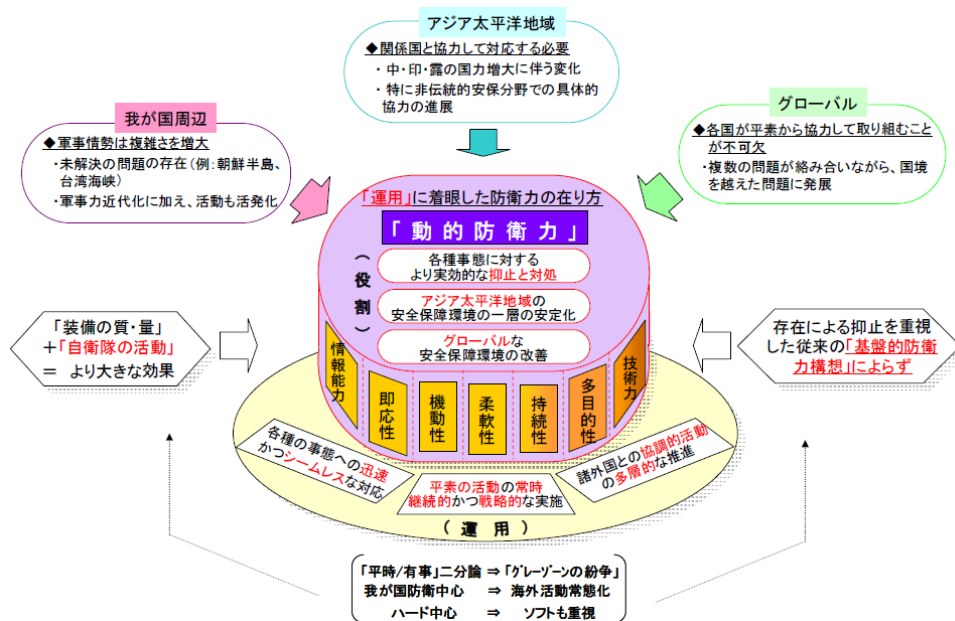 アジア太平洋地域
◆関係国と協力して対応する必要
・中・印・露の国力増大に伴う変化
・特に非伝統的安保分野での具体的
協力の進展
我が国周辺
◆軍事情勢は複雑さを増大
・未解決の問題の存在(例:朝鮮半島、
台湾海峡)
・軍事力近代化に加え、活動も活発化
グローバル
◆各国が平素から協力して取り組むこと
が不可欠
・複数の問題が絡み合いながら、国境
を越えた問題に発展
「運用」に着眼した防衛力の在り方
「動的防衛力」
(役割)
各種事態に対する
より実効的な抑止と対処
アジア太平洋地域の
安全保障環境の一層の安定化
グローバルな
安全保障環境の改善
「装備の質・量」
+「自衛隊の活動」
= より大きな効果
存在による抑止を重視
した従来の「基盤的防衛
力構想」によらず
情報能力
即応性
機動性
柔軟性
持続性
多目的性
技術力
各種の事態への迅速
かつシームレスな対応
平素の活動の常時
継続的かつ戦略的な実施
諸外国との協調的活動
の多層的な推進
(運用)
「平時/有事」二分論 ⇒ 「グレーゾーンの紛争」
我が国防衛中心 ⇒ 海外活動常態化
ハード中心 ⇒ ソフトも重視